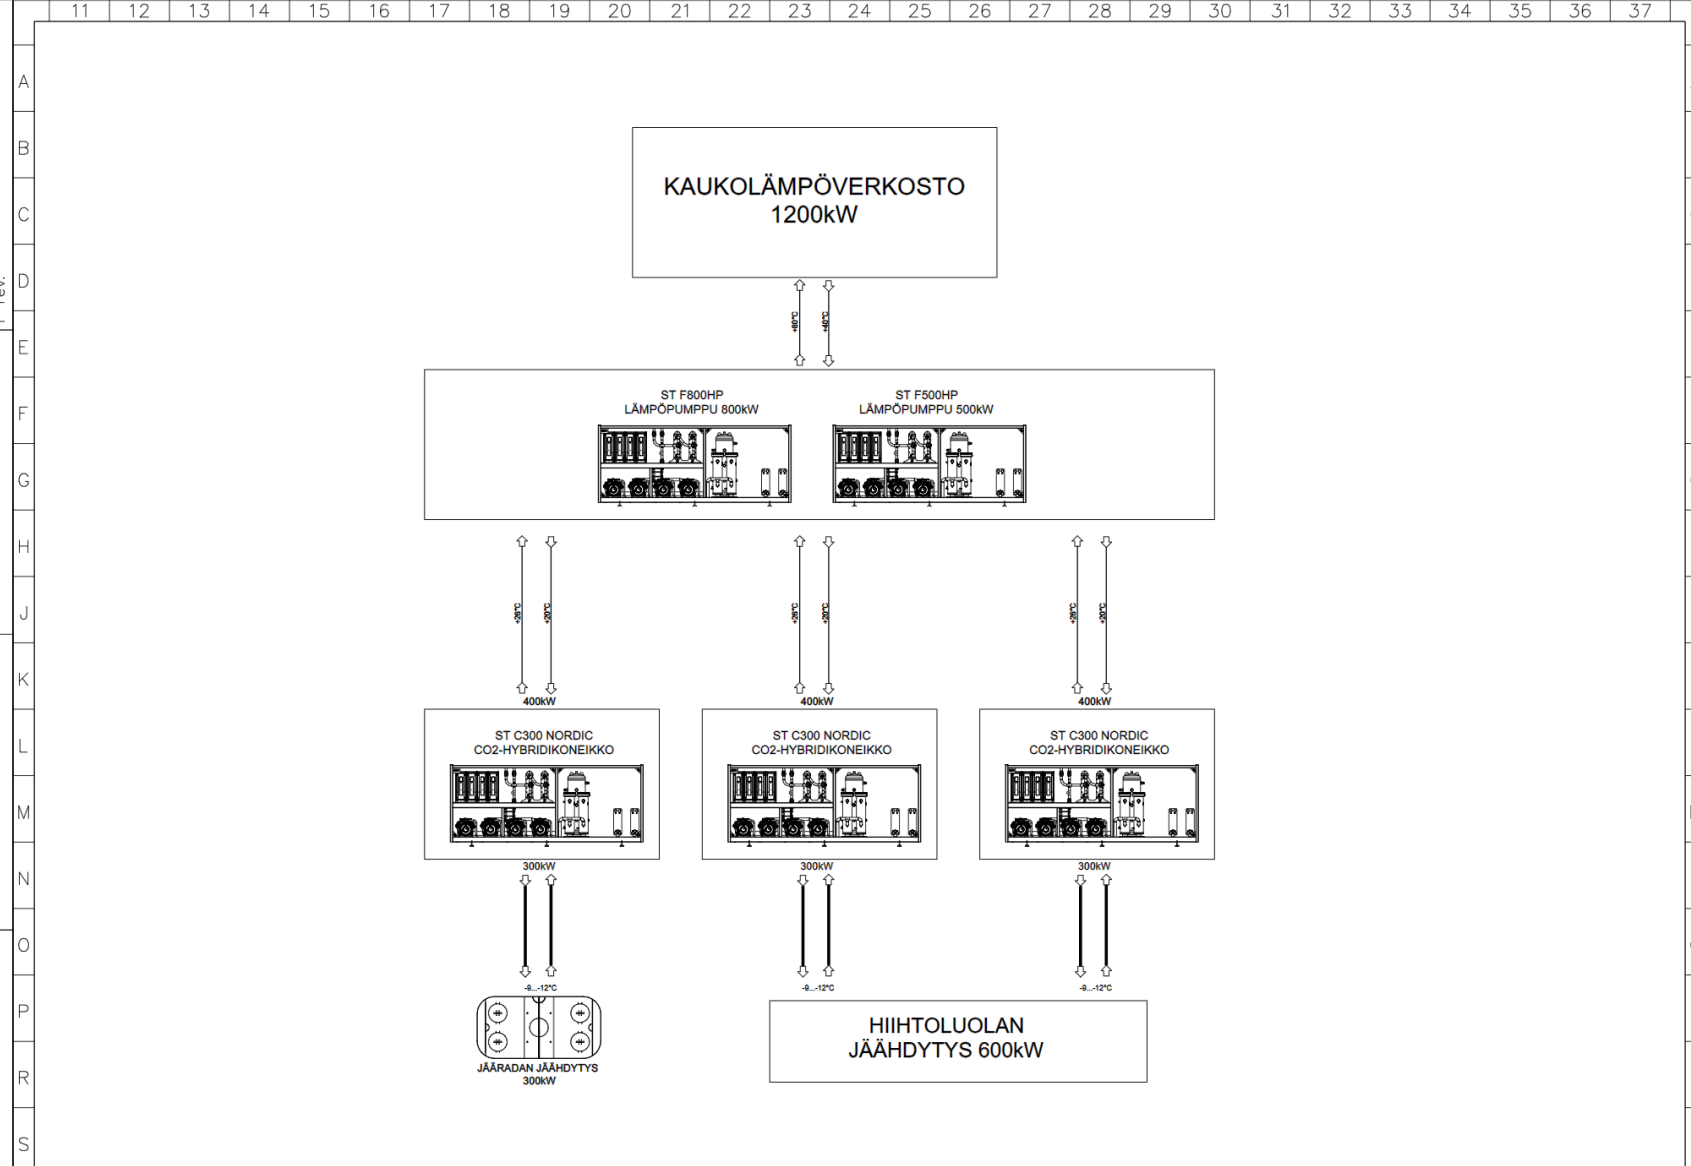 11 12 13 14 15 16 17 18 19 20 21 22 23 24 25 26 27 28 29 30 31 32 33 34 35 36 37
A
B
C
D
E
F
G
H
J
K
L
M
N
O
P
R
S
rev.
KAUKOLÄMPÖVERKOSTO
1200kW
+80°C +40°C
ST F800HP
LÄMPÖPUMPPU 800kW
ST F500HP
LÄMPÖPUMPPU 500kW
+26°C +20°C +26°C +20°C +26°C +20°C
400kW 400kW 400kW
ST C300 NORDIC
CO2-HYBRIDIKONEIKKO
ST C300 NORDIC
CO2-HYBRIDIKONEIKKO
ST C300 NORDIC
CO2-HYBRIDIKONEIKKO
300kW 300kW 300kW
-9...-12°C -9...-12°C -9...-12°C
JÄÄRADAN JÄÄHDYTYS
300kW
HIIHTOLUOLAN
JÄÄHDYTYS 600kW